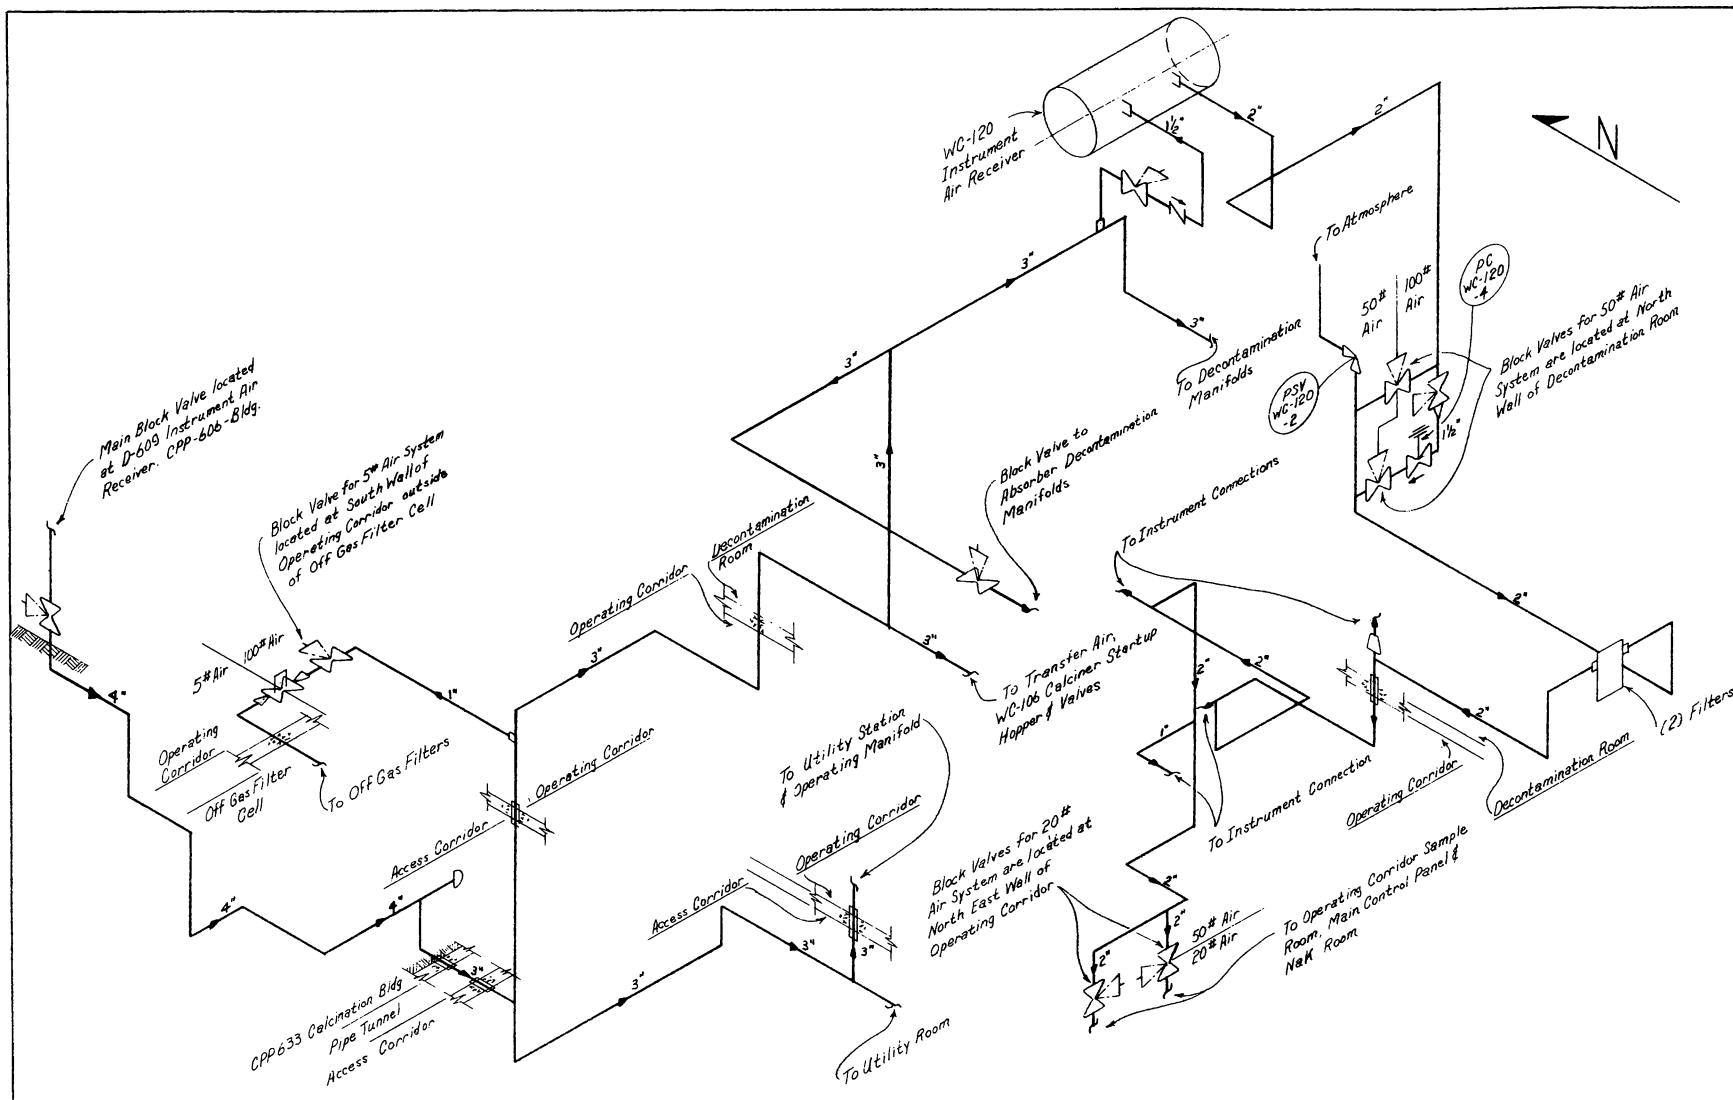 WC-120
Instrument
Air Receiver
2"
1½"
2"
N
To Atmosphere
50#
Air
100#
Air
PC
WC-120
-4
Block Valves for 50# Air
System are located at North
Wall of Decontamination Room
3"
3"
To Decontamination
Manifolds
PSV
WC-120
-2
1½"
3"
3"
Main Block Valve located
at D-609 Instrument Air
Receiver. CPP-606-Bldg.
Block Valve for 5# Air System
located at South Wall of
Operating Corridor outside
of Off Gas Filter Cell
Block Valve to
Absorber Decontamination
Manifolds
To Instrument Connections
Decontamination
Room
Operating Corridor
5# Air
100# Air
4"
1"
3"
3"
To Transfer Air,
WC-106 Calciner Startup
Hopper & Valves
2"
2"
2"
2"
(2) Filters
Operating
Corridor
Off Gas Filter
Cell
To Off Gas Filters
Operating Corridor
Access Corridor
To Utility Station
& Operating Manifold
1"
To Instrument Connection
Operating Corridor
Decontamination Room
4"
4"
Access Corridor
Operating Corridor
Block Valves for 20#
Air System are located at
North East Wall of
Operating Corridor
2"
2"
2"
50# Air
20# Air
To Operating Corridor Sample
Room, Main Control Panel &
NaK Room
3"
3"
3"
3"
CPP633 Calcination Bldg
Pipe Tunnel
Access Corridor
To Utility Room